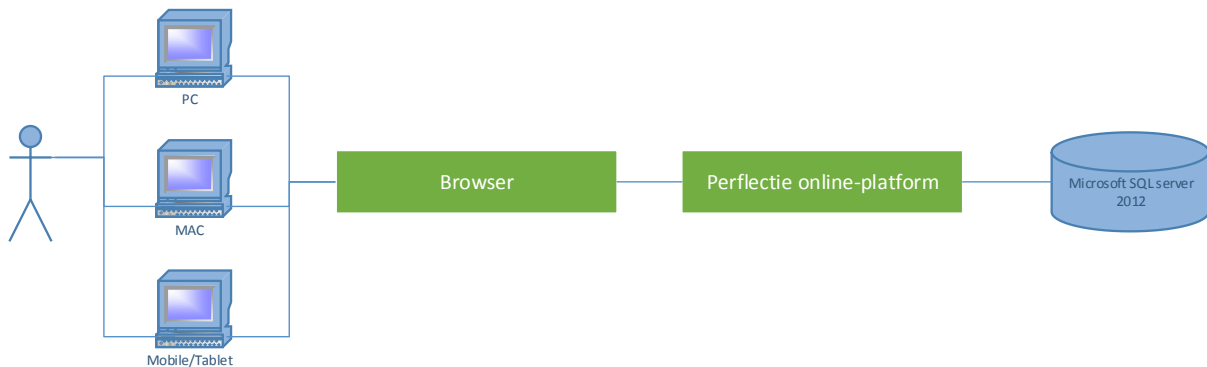 PC
MAC
Mobile/Tablet
Browser
Perflectie online-platform
Microsoft SQL server
2012